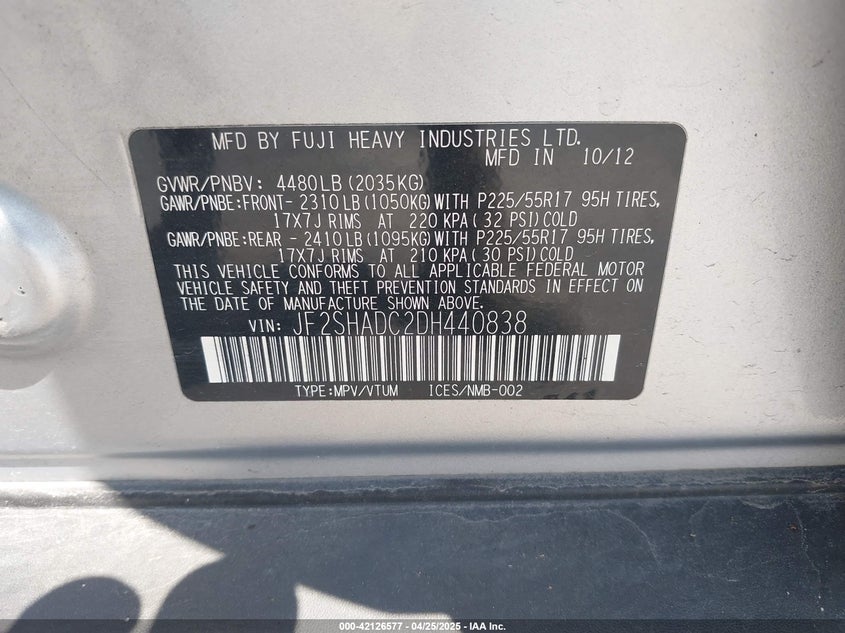 MFD BY FUJI HEAVY INDUSTRIES LTD.
MFD IN 10/12
GVWR/PNBV: 4480LB(2035KG)
GAWR/PNBE:FRONT- 2310LB(1050KG)WITH P225/55R17 95H TIRES,
17X7J RIMS AT 220 KPA(32 PSI)COLD
GAWR/PNBE:REAR - 2410LB(1095KG)WITH P225/55R17 95H TIRES,
17X7J RIMS AT 210 KPA(30 PSI)COLD
THIS VEHICLE CONFORMS TO ALL APPLICABLE FEDERAL MOTOR
VEHICLE SAFETY AND THEFT PREVENTION STANDARDS IN EFFECT ON
THE DATE OF MANUFACTURE SHOWN ABOVE.
VIN: JF2SHADC2DH440838
TYPE:MPV/VTUM ICES/NMB-002
000-42126577 - 04/25/2025 - IAA Inc.